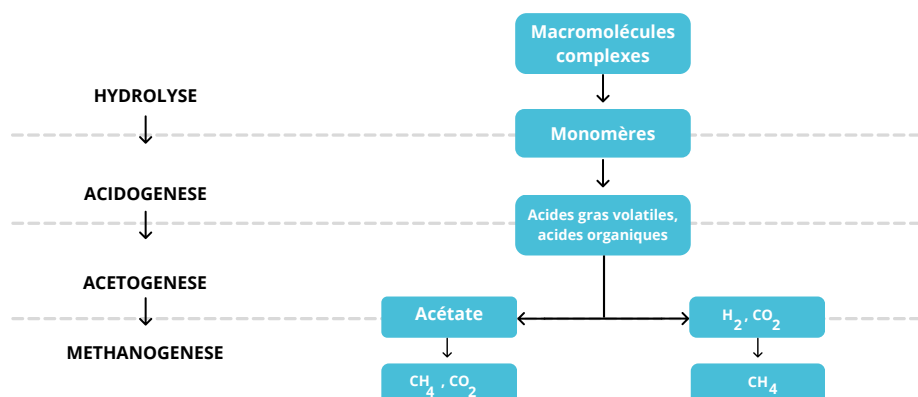 Macromolécules
complexes
HYDROLYSE
Monomères
ACIDOGENESE
Acides gras volatiles,
acides organiques
ACETOGENESE
Acétate
H2, CO2
METHANOGENESE
CH4, CO2
CH4